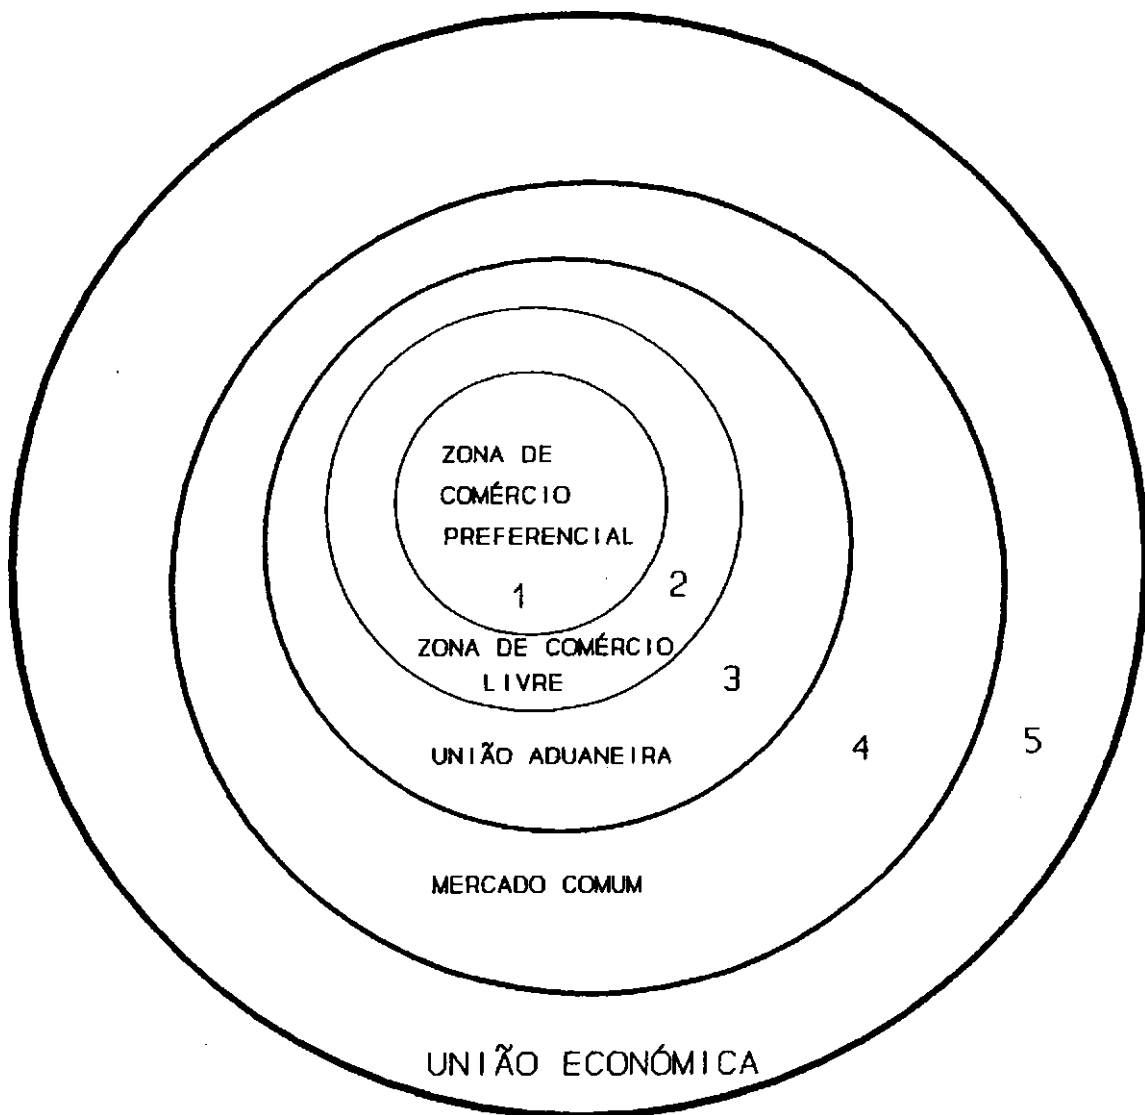 ZONA DE
COMÉRCIO
PREFERENCIAL
1
2
ZONA DE COMÉRCIO
LIVRE
3
UNIÃO ADUANEIRA
4
5
MERCADO COMUM
UNIÃO ECONÓMICA